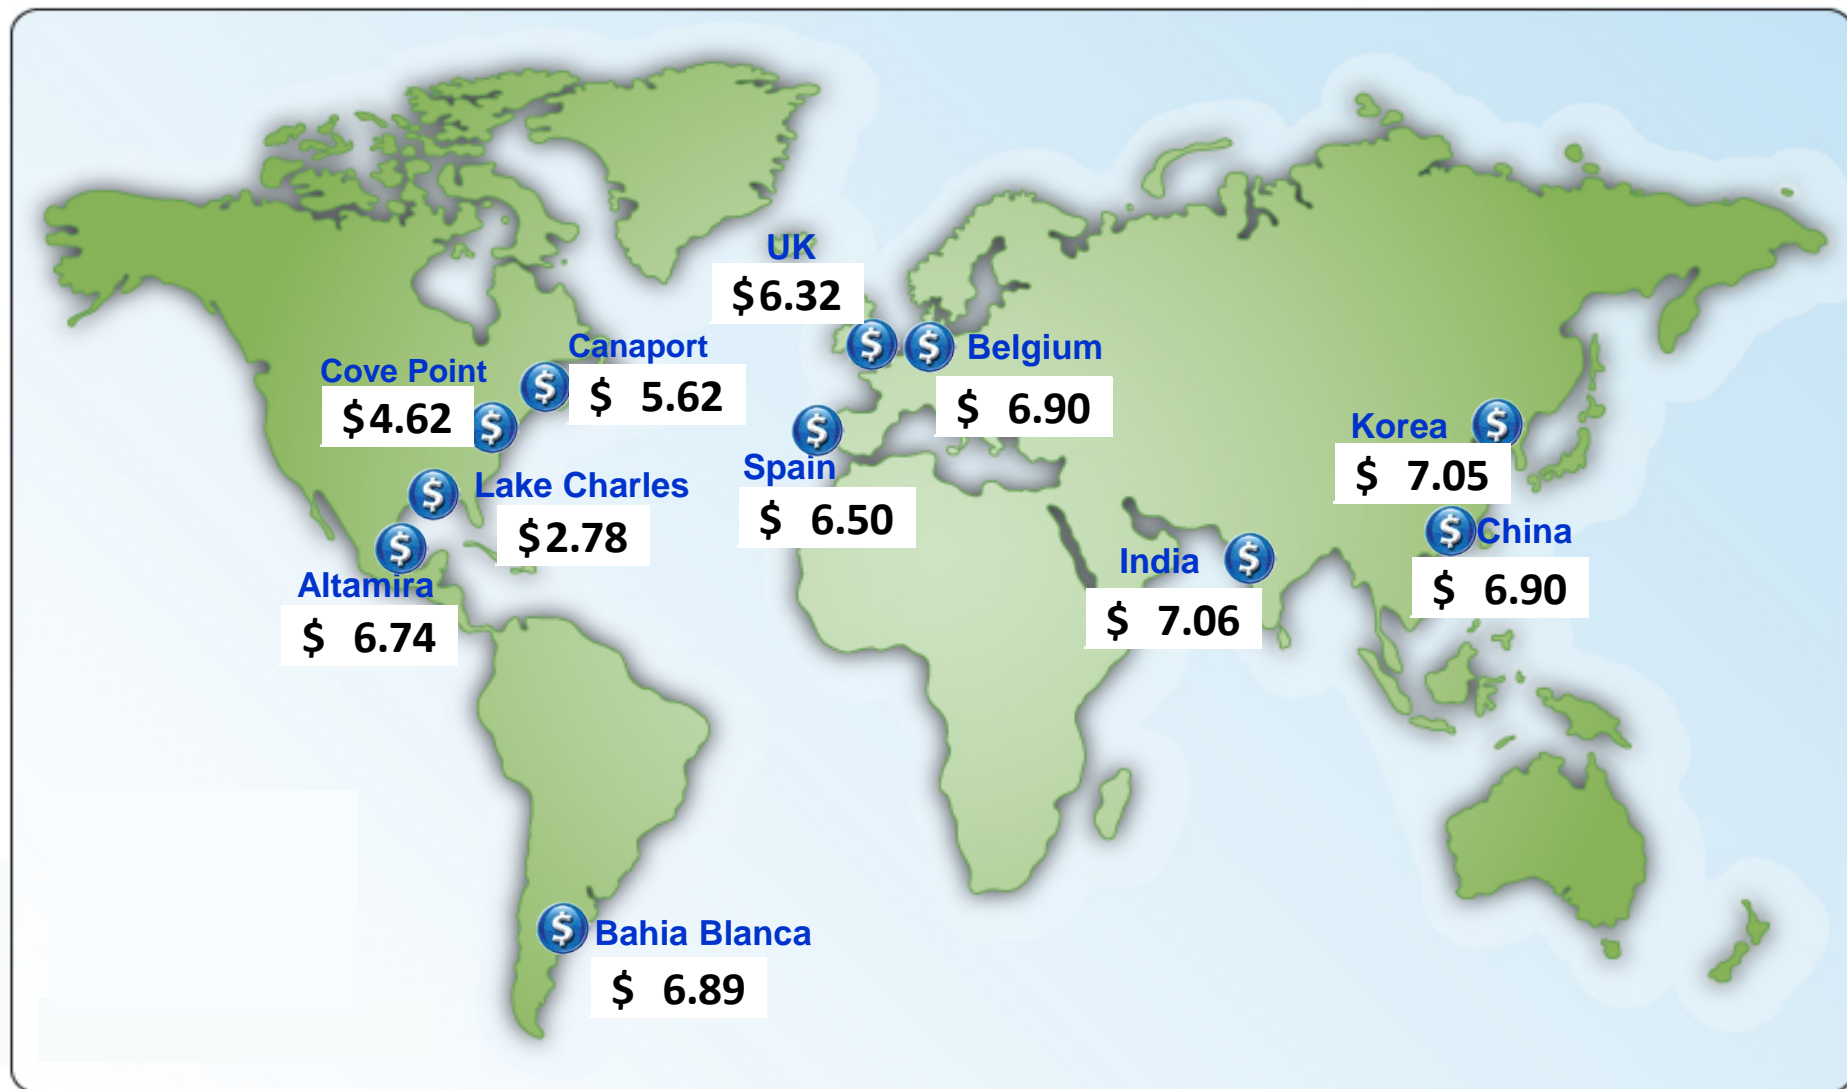 UK
$6.32
Canaport
$ 5.62
Cove Point
$4.62
Belgium
$ 6.90
Lake Charles
$2.78
Spain
$ 6.50
Korea
$ 7.05
China
$ 6.90
India
$ 7.06
Altamira
$ 6.74
Bahia Blanca
$ 6.89